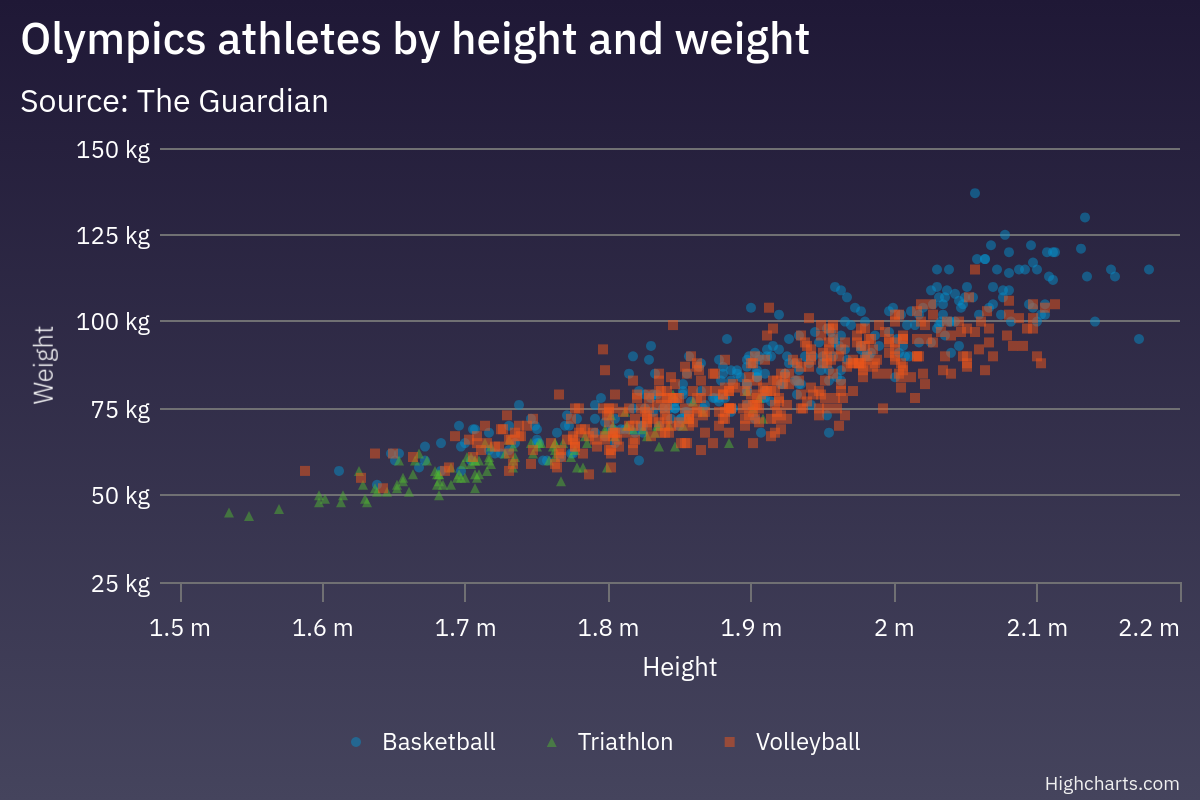 Olympics athletes by height and weight
Source: The Guardian
150 kg
125 kg
100 kg
75 kg
50 kg
25 kg
Weight
1.5 m 1.6 m 1.7 m 1.8 m 1.9 m 2 m 2.1 m 2.2 m
Height
Basketball Triathlon Volleyball
Highcharts.com